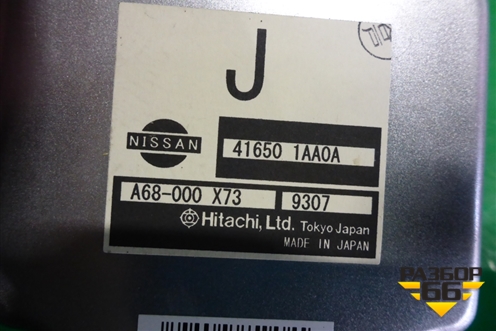 J
NISSAN
41650 1AA0A
A68-000 X73
9307
Hitachi, Ltd. Tokyo Japan
MADE IN JAPAN
РАЗБОР
66